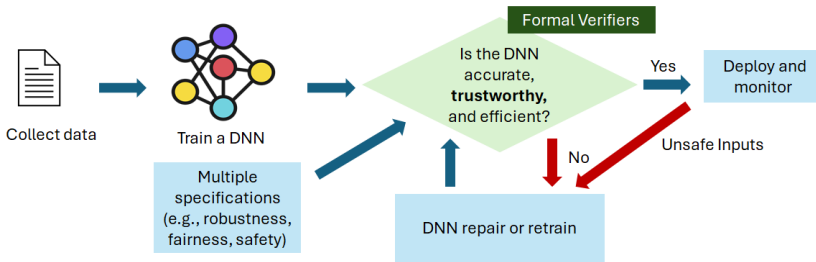 Formal Verifiers
Collect data
Train a DNN
Is the DNN
accurate,
trustworthy,
and efficient?
Yes
Deploy and
monitor
Multiple
specifications
(e.g., robustness,
fairness, safety)
No
Unsafe Inputs
DNN repair or retrain